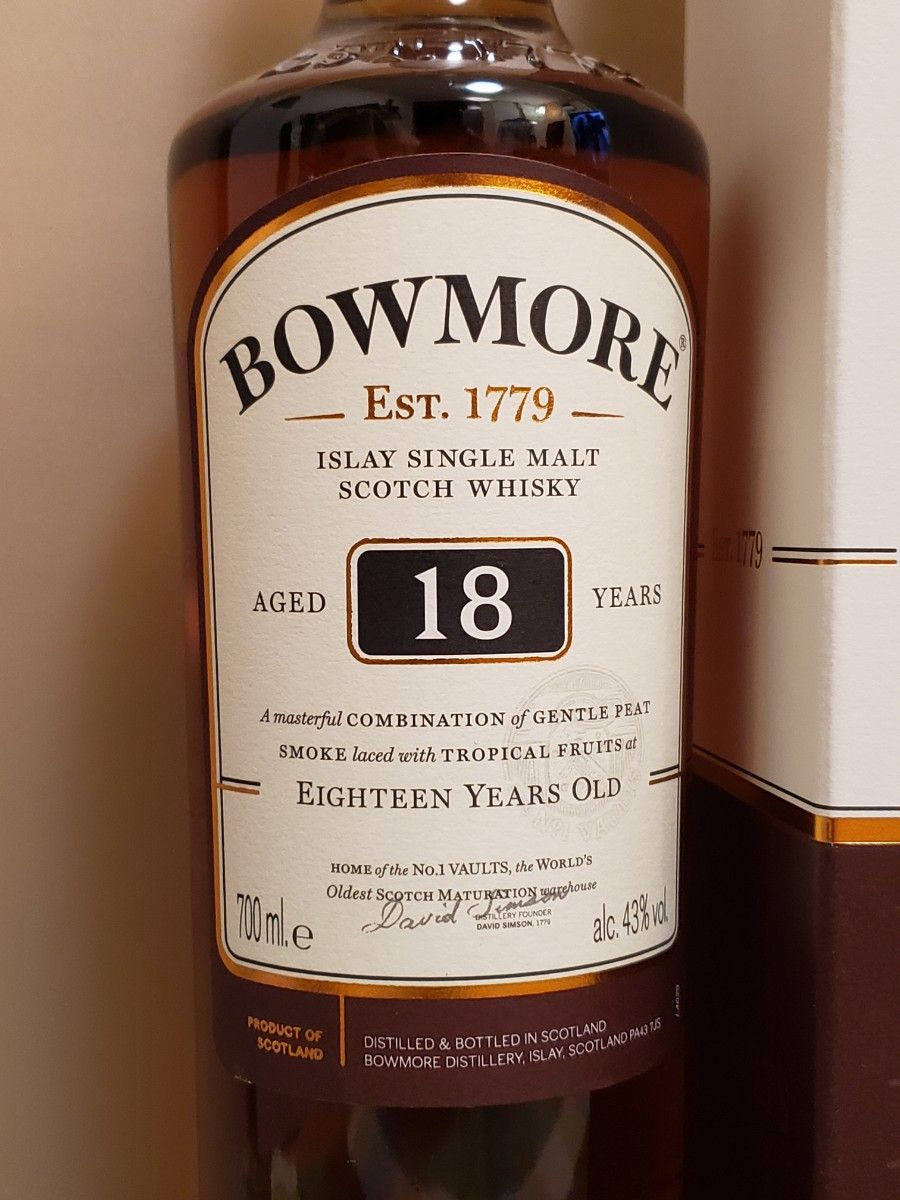 BOWMORE®
EST. 1779
ISLAY SINGLE MALT
SCOTCH WHISKY
AGED 18 YEARS
A masterful COMBINATION of GENTLE PEAT
SMOKE laced with TROPICAL FRUITS at
EIGHTEEN YEARS OLD
HOME of the No.1 VAULTS, the WORLD'S
Oldest SCOTCH MATURATION warehouse
David Simson
DISTILLERY FOUNDER
DAVID SIMSON, 1779
700 ml. e
alc. 43% vol.
PRODUCT OF
SCOTLAND
DISTILLED & BOTTLED IN SCOTLAND
BOWMORE DISTILLERY, ISLAY, SCOTLAND PA43 7JS
EST. 1779